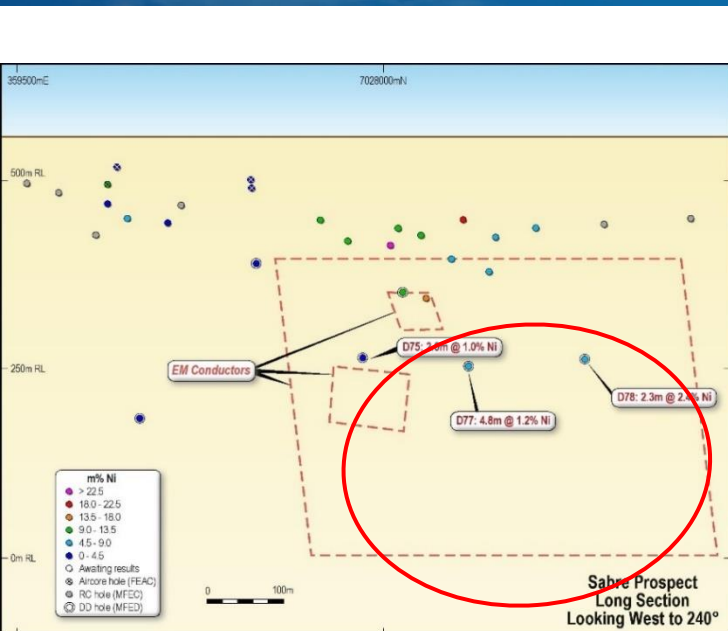 359500mE
7028000mN
500m RL
D75: 2.8m @ 1.0% Ni
EM Conductors
250m RL
D78: 2.3m @ 2.4% Ni
D77: 4.8m @ 1.2% Ni
m% Ni
> 22.5
18.0 - 22.5
13.5 - 18.0
9.0 - 13.5
4.5 - 9.0
0 - 4.5
Awaiting results
Aircore hole (FEAC)
RC hole (MFEC)
DD hole (MFED)
0m RL
0 100m
Sabre Prospect
Long Section
Looking West to 240°